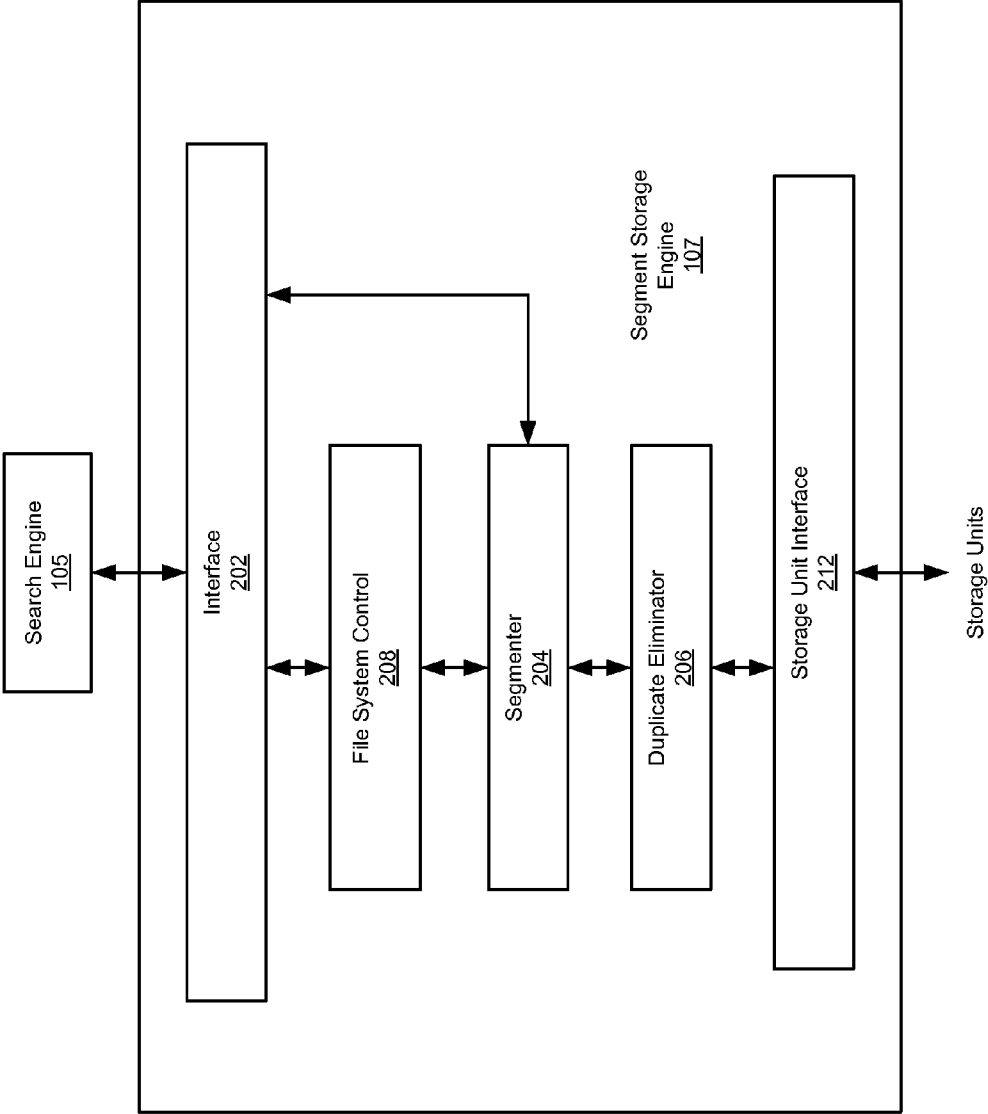 Search Engine
105
Interface
202
File System Control
208
Segmenter
204
Duplicate Eliminator
206
Segment Storage
Engine
107
Storage Unit Interface
212
Storage Units